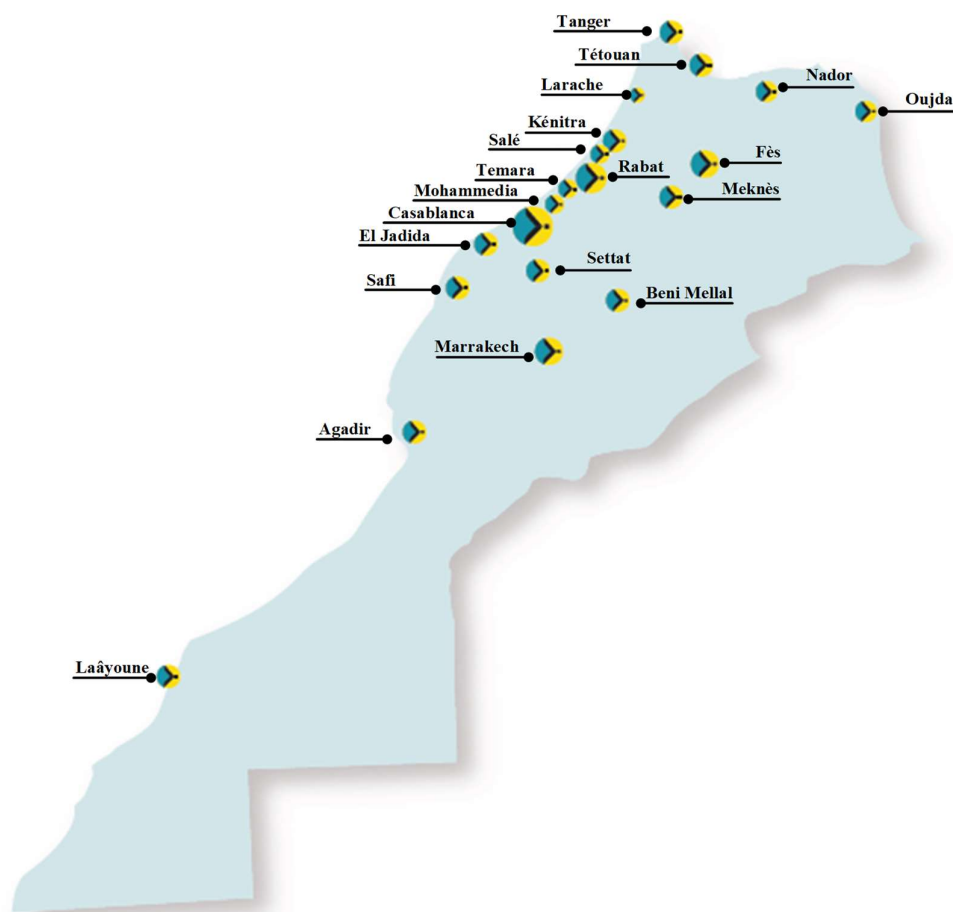 Tanger
Tétouan
Nador
Larache
Oujda
Kénitra
Salé
Fès
Temara
Rabat
Mohammedia
Meknès
Casablanca
El Jadida
Settat
Safi
Beni Mellal
Marrakech
Agadir
Laâyoune